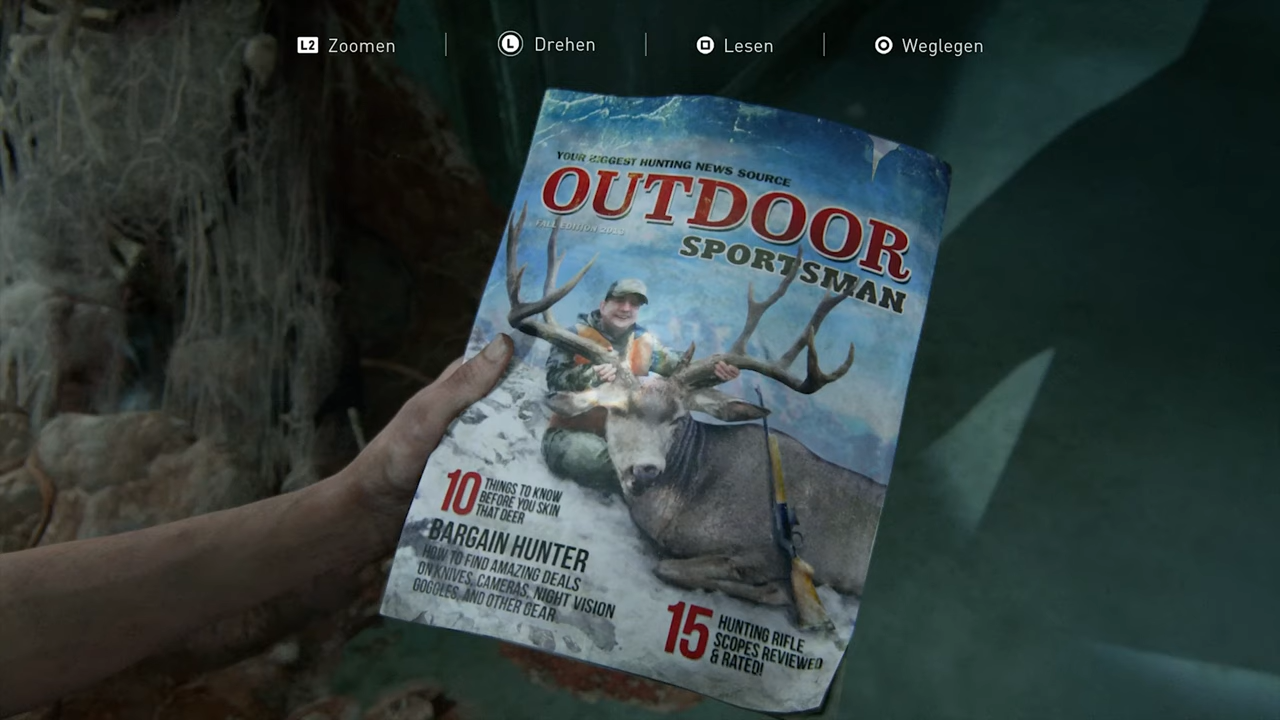 L2 Zoomen
L Drehen
Lesen
Weglegen
YOUR BIGGEST HUNTING NEWS SOURCE
OUTDOOR
FALL EDITION
SPORTSMAN
10 THINGS TO KNOW
BEFORE YOU SKIN
THAT DEER
BARGAIN HUNTER
HOW TO FIND AMAZING DEALS
ON KNIVES, CAMERAS, NIGHT VISION
GOGGLES, AND OTHER GEAR
15 HUNTING RIFLE
SCOPES REVIEWED
& RATED!